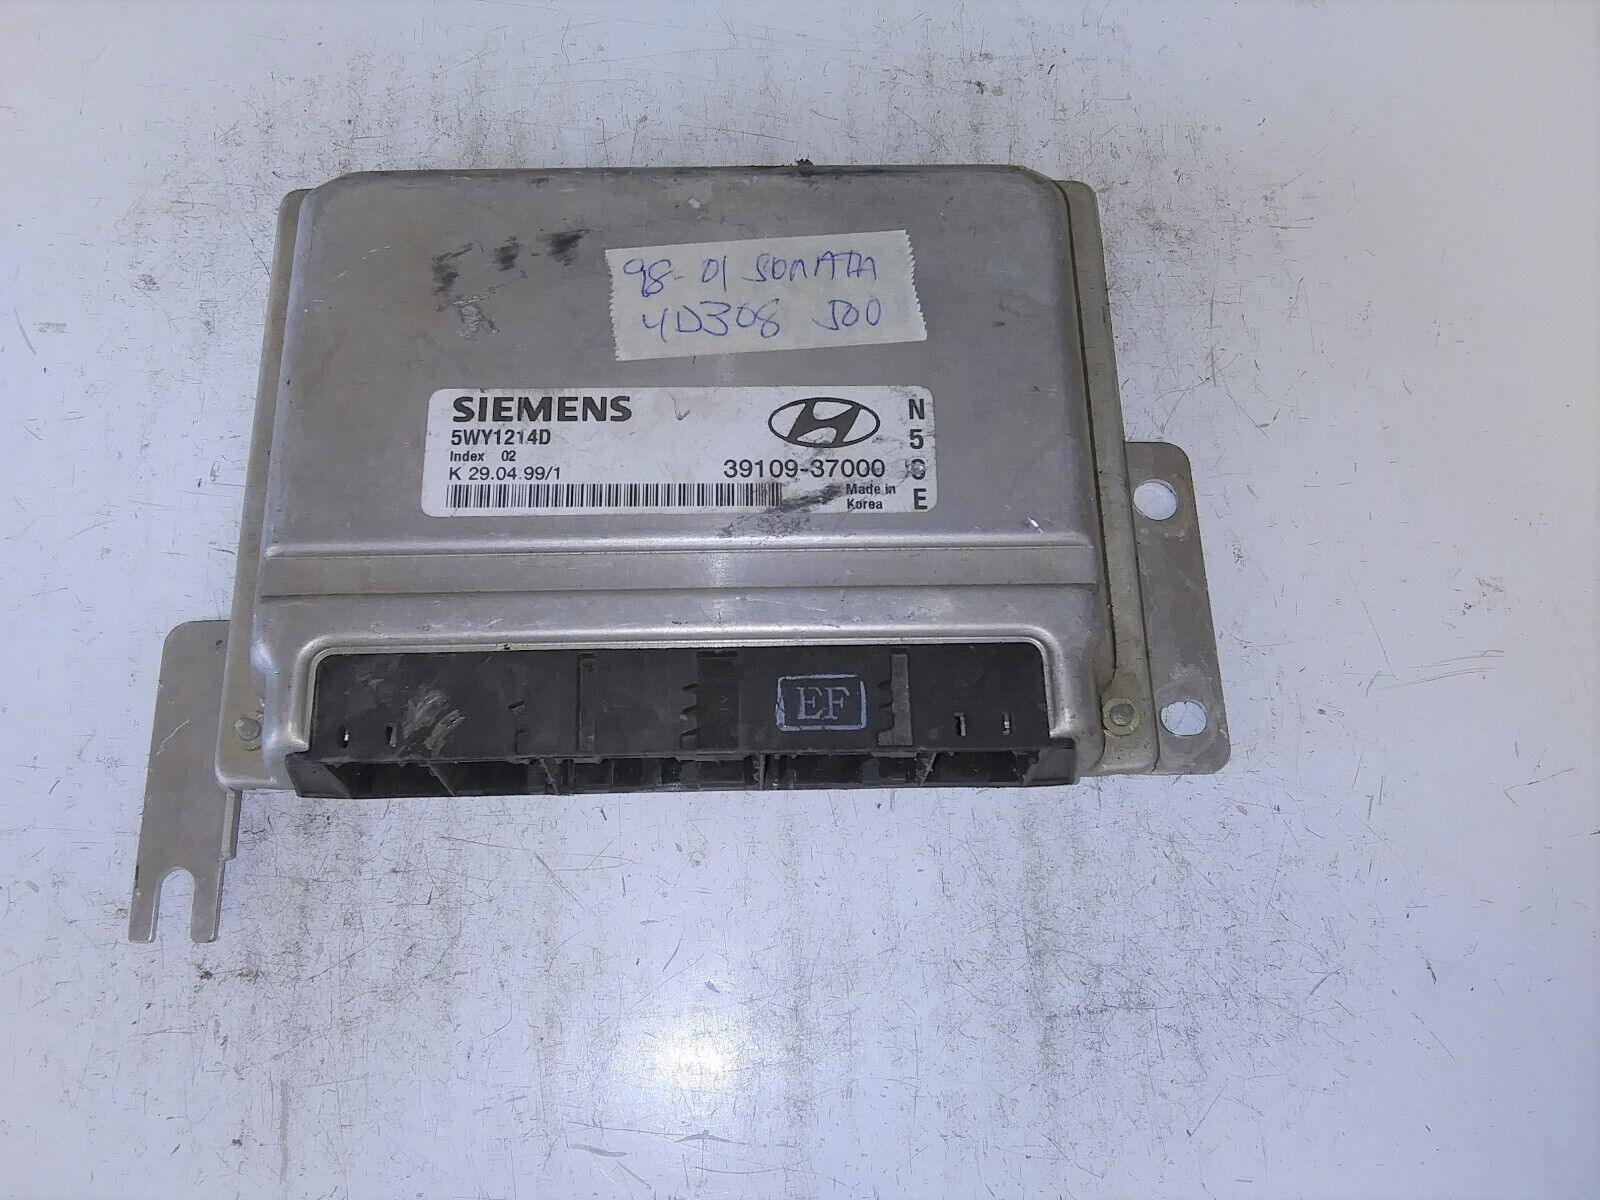 98-01 SONATA
4D308 500
SIEMENS
5WY1214D
Index 02
K 29.04.99/1
39109-37000
Made in
Korea
N
5
E
EF